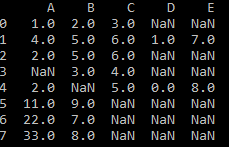 A B C D E
0 1.0 2.0 3.0 NaN NaN
1 4.0 5.0 6.0 1.0 7.0
2 2.0 5.0 6.0 NaN NaN
3 NaN 3.0 4.0 NaN NaN
4 2.0 NaN 5.0 0.0 8.0
5 11.0 9.0 NaN NaN NaN
6 22.0 7.0 NaN NaN NaN
7 33.0 8.0 NaN NaN NaN